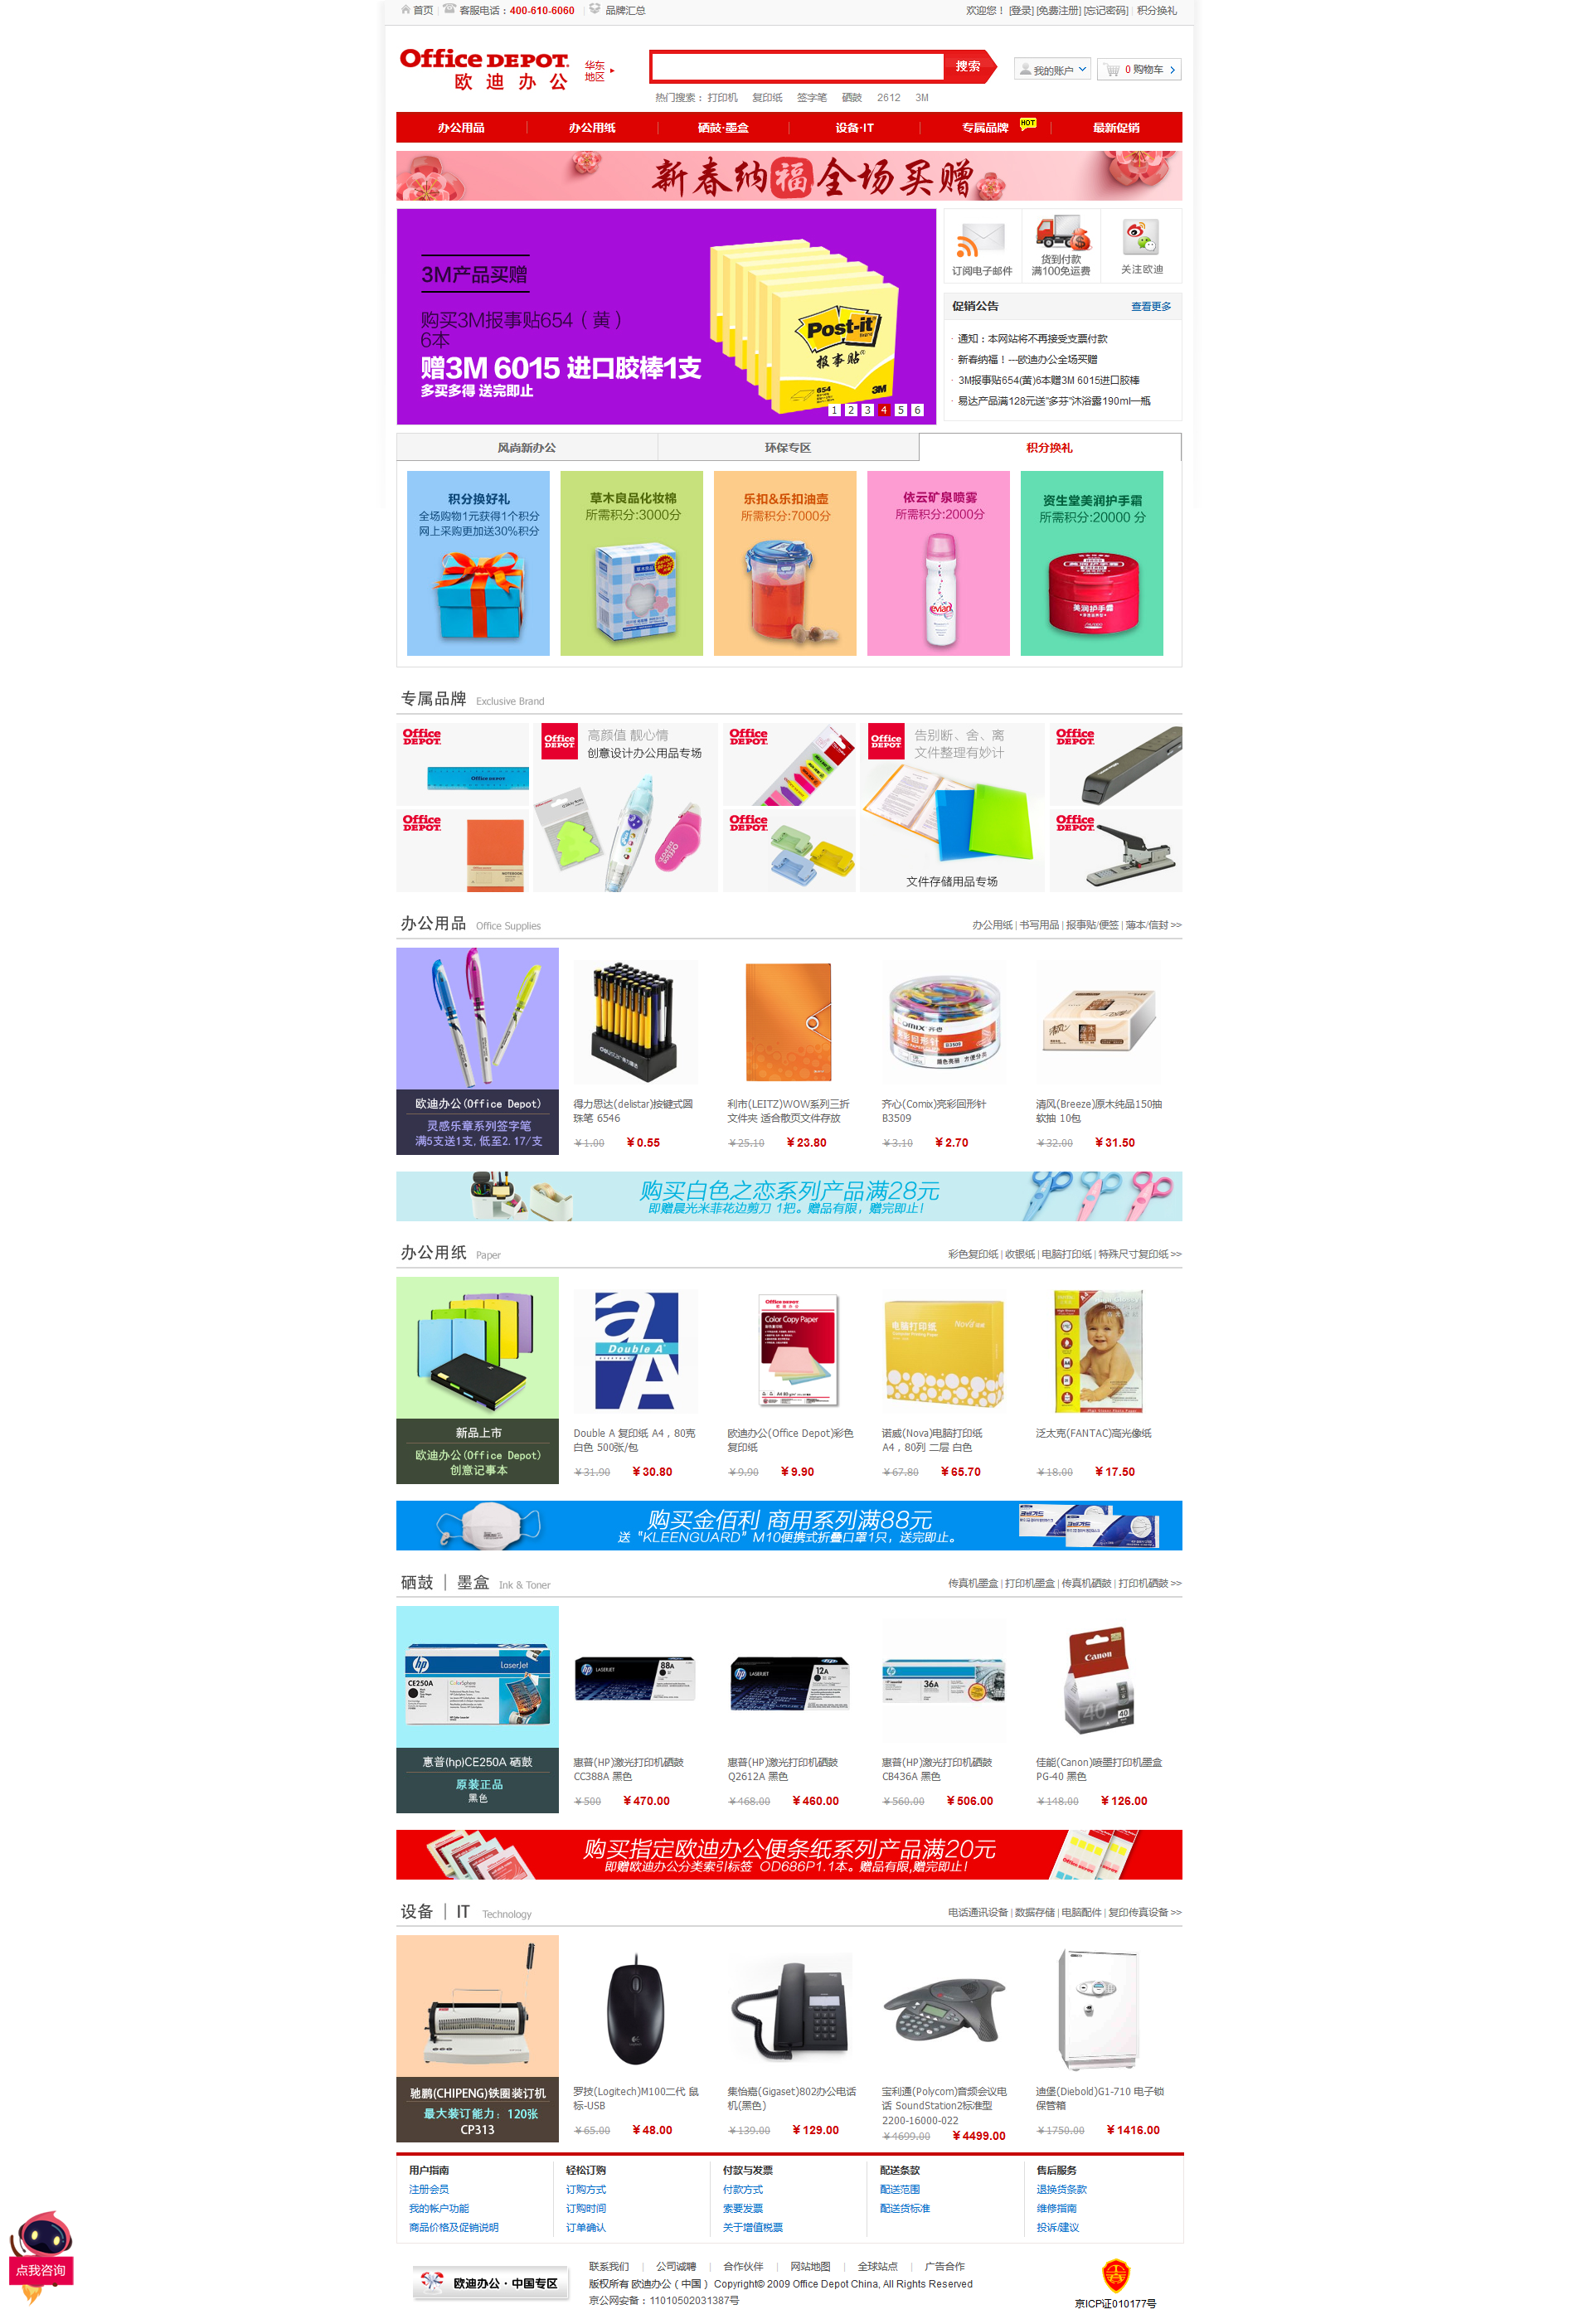 首页 客服电话：400-610-6060 品牌汇总 欢迎您！ [登录] [免费注册] [忘记密码] 积分换礼
Office DEPOT.
欧迪办公
华东
地区
搜索
我的账户
0 购物车
热门搜索： 打印机 复印纸 签字笔 硒鼓 2612 3M
办公用品 办公用纸 硒鼓·墨盒 设备·IT 专属品牌 HOT 最新促销
新春纳福全场买赠
3M产品买赠
购买3M报事贴654（黄）
6本
赠3M 6015 进口胶棒1支
多买多得 送完即止
Post-it
报事贴
654
3M
1 2 3 4 5 6
订阅电子邮件
货到付款
满100免运费
关注欧迪
促销公告 查看更多
· 通知：本网站将不再接受支票付款
· 新春纳福！---欧迪办公全场买赠
· 3M报事贴654(黄)6本赠3M 6015进口胶棒
· 易达产品满128元送"多芬"沐浴露190ml一瓶
风尚新办公 环保专区 积分换礼
积分换好礼
全场购物1元获得1个积分
网上采购更加送30%积分
草木良品化妆棉
所需积分:3000分
乐扣&乐扣油壶
所需积分:7000分
依云矿泉喷雾
所需积分:2000分
evian
资生堂美润护手霜
所需积分:20000 分
美润护手霜
专属品牌 Exclusive Brand
Office DEPOT.
Office DEPOT
Office DEPOT.
高颜值 靓心情
创意设计办公用品专场
Office DEPOT.
Office DEPOT.
告别断、舍、离
文件整理有妙计
Office DEPOT.
Office DEPOT.
NOTEBOOK
OFFICE DEPOT
Office DEPOT.
文件存储用品专场
Office DEPOT.
办公用品 Office Supplies 办公用纸 | 书写用品 | 报事贴/便签 | 薄本/信封 >>
欧迪办公(Office Depot)
灵感乐章系列签字笔
满5支送1支,低至2.17/支
得力思达(delistar)按键式圆
珠笔 6546
￥1.00 ￥0.55
利市(LEITZ)WOW系列三折
文件夹 适合散页文件存放
￥25.10 ￥23.80
齐心(Comix)亮彩回形针
B3509
￥3.10 ￥2.70
清风(Breeze)原木纯品150抽
软抽 10包
￥32.00 ￥31.50
购买白色之恋系列产品满28元
即赠晨光米菲花边剪刀 1把。赠品有限，赠完即止！
办公用纸 Paper 彩色复印纸 | 收银纸 | 电脑打印纸 | 特殊尺寸复印纸 >>
新品上市
欧迪办公(Office Depot)
创意记事本
Double A
Double A 复印纸 A4，80克
白色 500张/包
￥31.90 ￥30.80
Office DEPOT
Color Copy Paper
欧迪办公(Office Depot)彩色
复印纸
￥9.90 ￥9.90
电脑打印纸
Nova
诺威(Nova)电脑打印纸
A4，80列 二层 白色
￥67.80 ￥65.70
泛太克(FANTAC)高光像纸
￥18.00 ￥17.50
购买金佰利 商用系列满88元
送 “KLEENGUARD” M10便携式折叠口罩1只，送完即止。
硒鼓｜墨盒 Ink & Toner 传真机墨盒 | 打印机墨盒 | 传真机硒鼓 | 打印机硒鼓 >>
hp LaserJet
CE250A ColorSphere
惠普(hp)CE250A 硒鼓
原装正品
黑色
hp LASERJET 88A
惠普(HP)激光打印机硒鼓
CC388A 黑色
￥500 ￥470.00
hp LASERJET 12A
惠普(HP)激光打印机硒鼓
Q2612A 黑色
￥468.00 ￥460.00
36A
惠普(HP)激光打印机硒鼓
CB436A 黑色
￥560.00 ￥506.00
Canon
40
佳能(Canon)喷墨打印机墨盒
PG-40 黑色
￥148.00 ￥126.00
购买指定欧迪办公便条纸系列产品满20元
即赠欧迪办公分类索引标签 OD686P1.1本。赠品有限,赠完即止！
设备｜IT Technology 电话通讯设备 | 数据存储 | 电脑配件 | 复印传真设备 >>
驰鹏(CHIPENG)铁圈装订机
最大装订能力：120张
CP313
罗技(Logitech)M100二代 鼠
标-USB
￥65.00 ￥48.00
集怡嘉(Gigaset)802办公电话
机(黑色)
￥139.00 ￥129.00
宝利通(Polycom)音频会议电
话 SoundStation2标准型
2200-16000-022
￥4699.00 ￥4499.00
迪堡(Diebold)G1-710 电子锁
保管箱
￥1750.00 ￥1416.00
用户指南 轻松订购 付款与发票 配送条款 售后服务
注册会员 订购方式 付款方式 配送范围 退换货条款
我的帐户功能 订购时间 索要发票 配送货标准 维修指南
商品价格及促销说明 订单确认 关于增值税票 投诉/建议
点我咨询
欧迪办公·中国专区
联系我们 | 公司诚聘 | 合作伙伴 | 网站地图 | 全球站点 | 广告合作
版权所有 欧迪办公（中国） Copyright© 2009 Office Depot China, All Rights Reserved
京公网安备：11010502031387号
京ICP证010177号